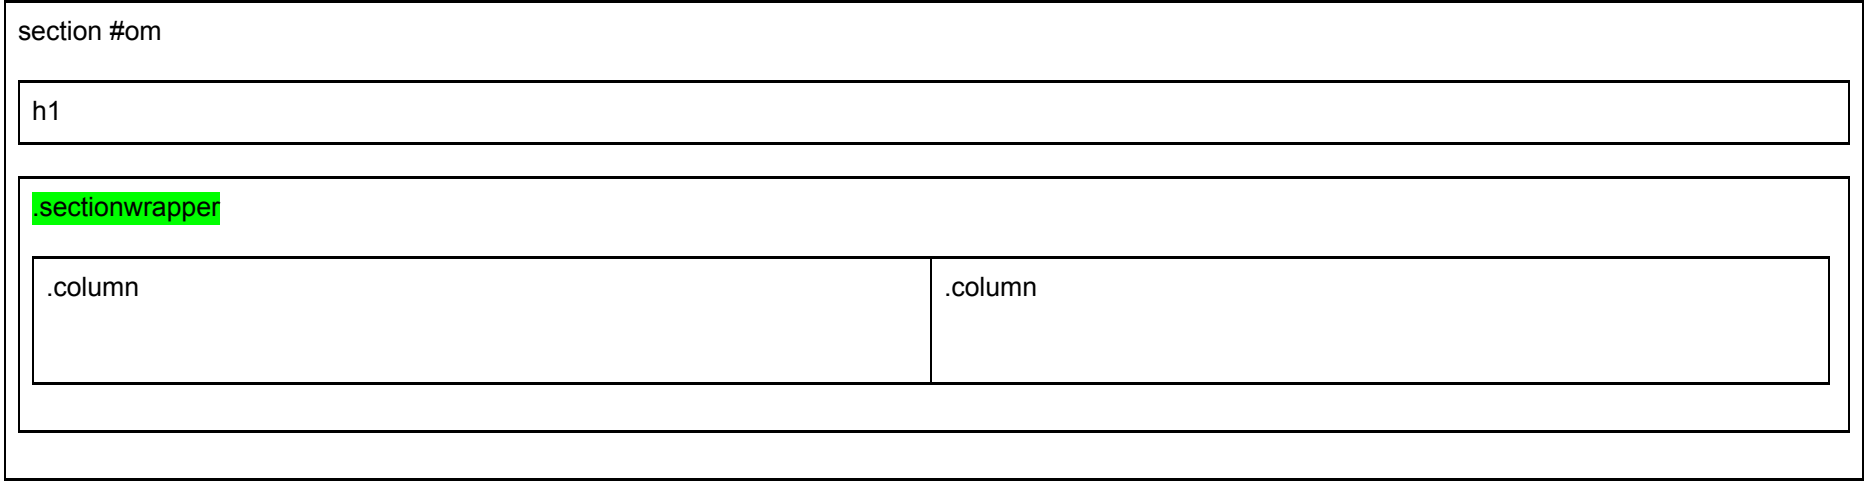 section #om
h1
.sectionwrapper
.column
.column